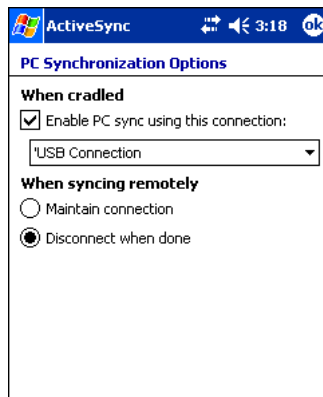 ActiveSync 3:18 ok
PC Synchronization Options
When cradled
Enable PC sync using this connection:
'USB Connection
When syncing remotely
Maintain connection
Disconnect when done